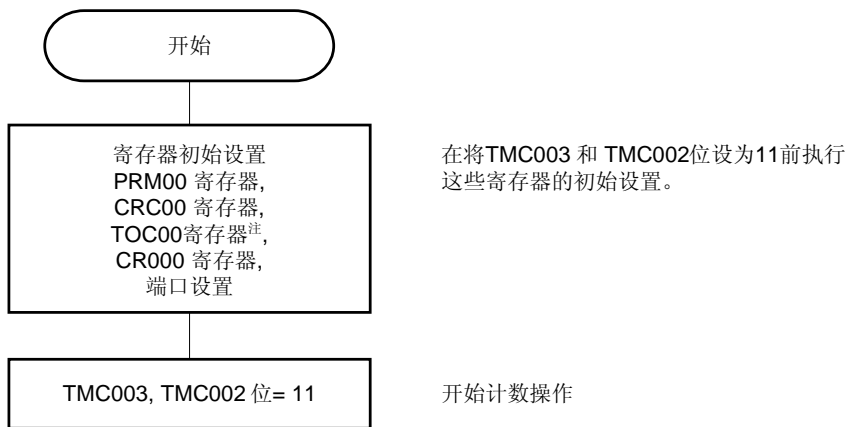 开始
寄存器初始设置
PRM00 寄存器,
CRC00 寄存器,
TOC00寄存器注,
CR000 寄存器,
端口设置
在将TMC003 和 TMC002位设为11前执行
这些寄存器的初始设置。
TMC003, TMC002 位= 11
开始计数操作